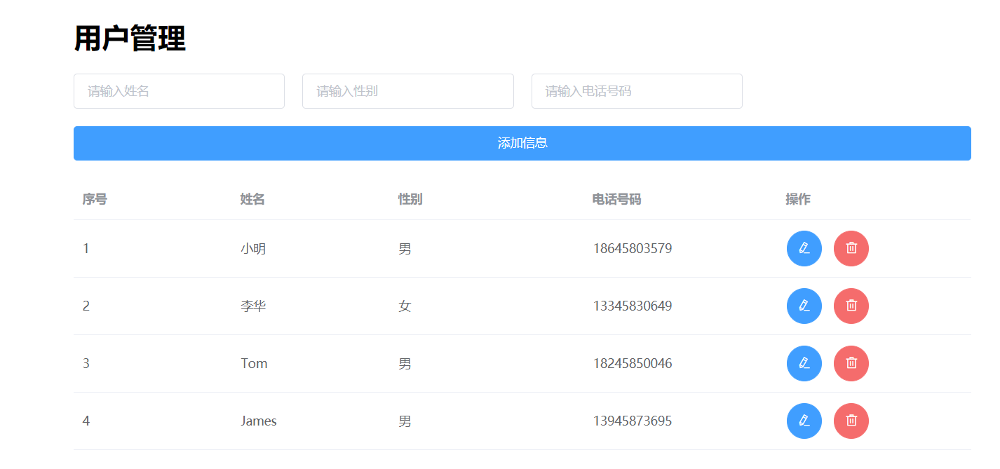 用户管理
请输入姓名 请输入性别 请输入电话号码
添加信息
序号 姓名 性别 电话号码 操作
1 小明 男 18645803579
2 李华 女 13345830649
3 Tom 男 18245850046
4 James 男 13945873695